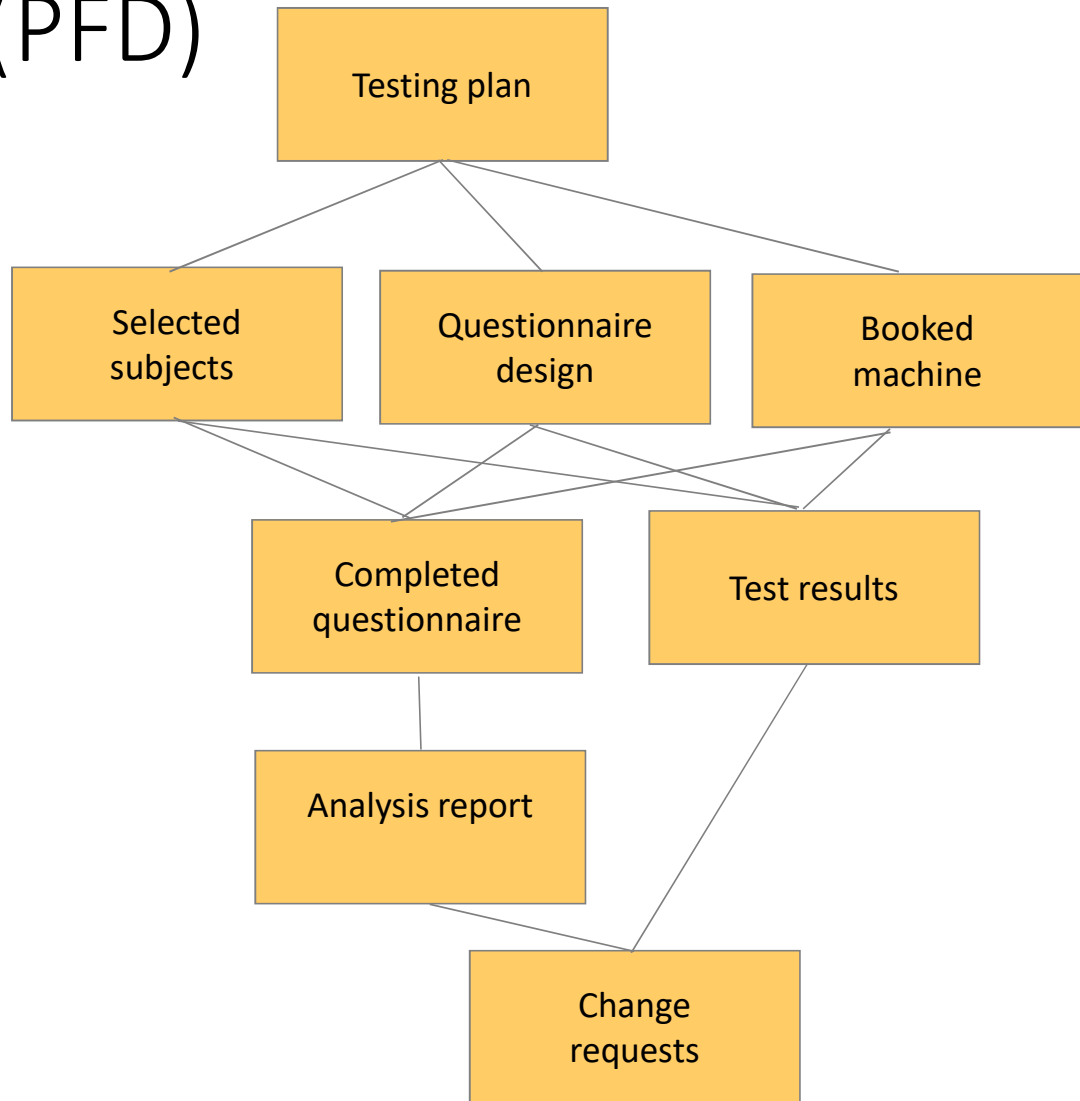 (PFD)
Testing plan
Selected
subjects
Questionnaire
design
Booked
machine
Completed
questionnaire
Test results
Analysis report
Change
requests